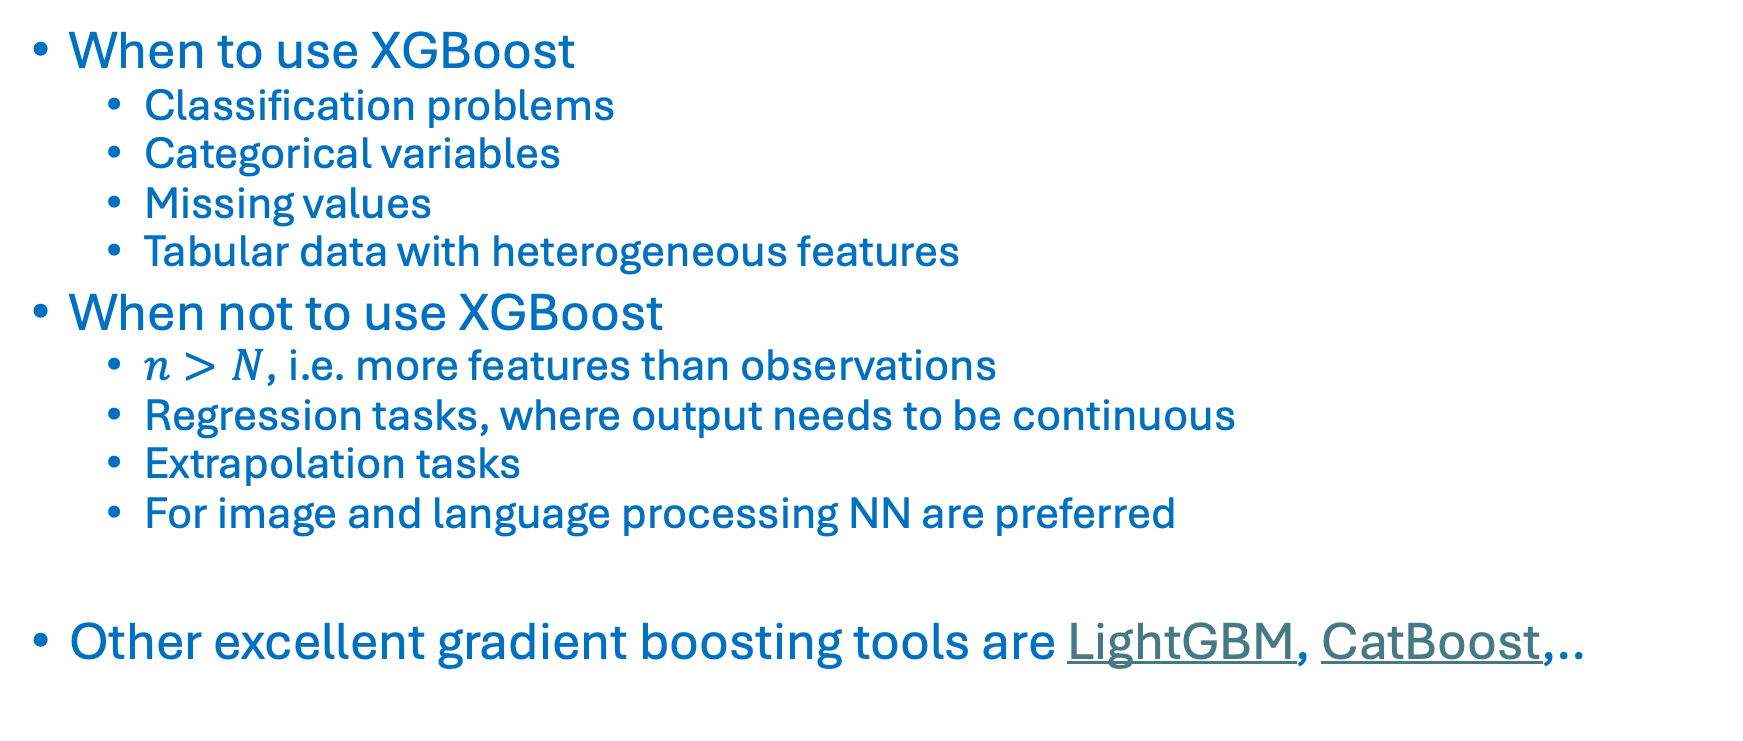 • When to use XGBoost
• Classification problems
• Categorical variables
• Missing values
• Tabular data with heterogeneous features
• When not to use XGBoost
• n > N, i.e. more features than observations
• Regression tasks, where output needs to be continuous
• Extrapolation tasks
• For image and language processing NN are preferred
• Other excellent gradient boosting tools are LightGBM, CatBoost,..